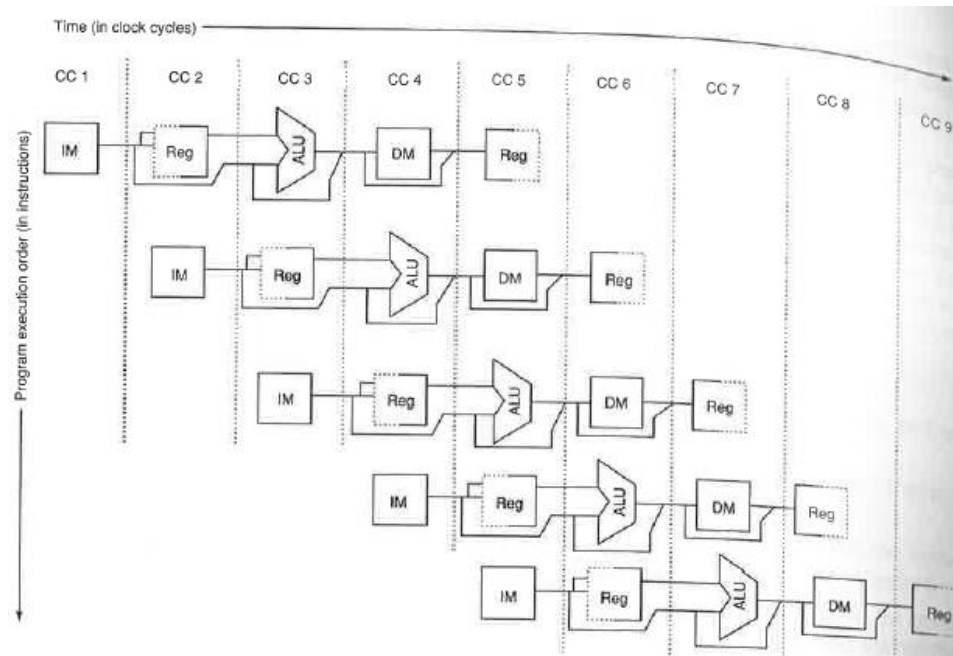 Time (in clock cycles)
CC 1 CC 2 CC 3 CC 4 CC 5 CC 6 CC 7 CC 8 CC 9
Program execution order (in instructions)
IM Reg ALU DM Reg
IM Reg ALU DM Reg
IM Reg ALU DM Reg
IM Reg ALU DM Reg
IM Reg ALU DM Reg